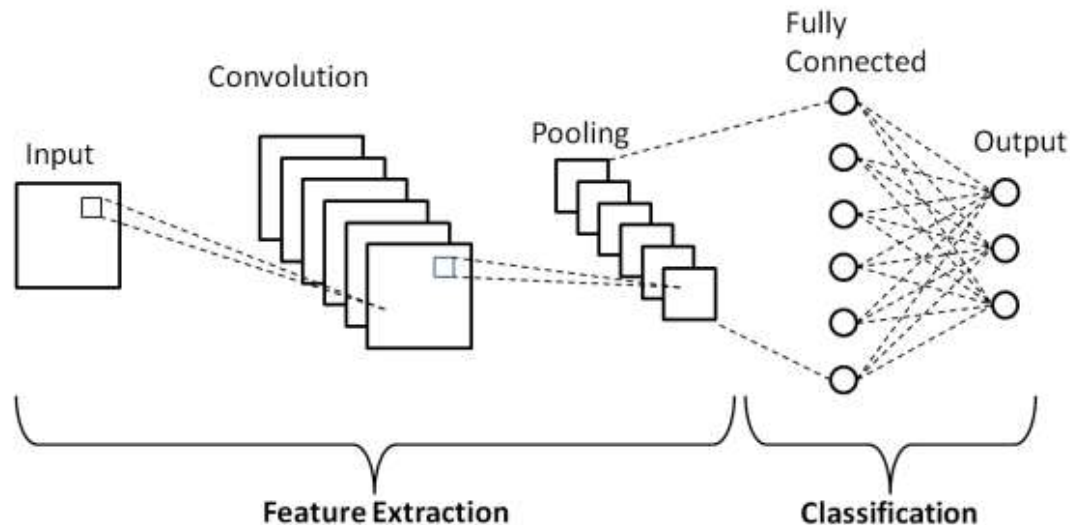 Input
Convolution
Pooling
Fully
Connected
Output
Feature Extraction
Classification